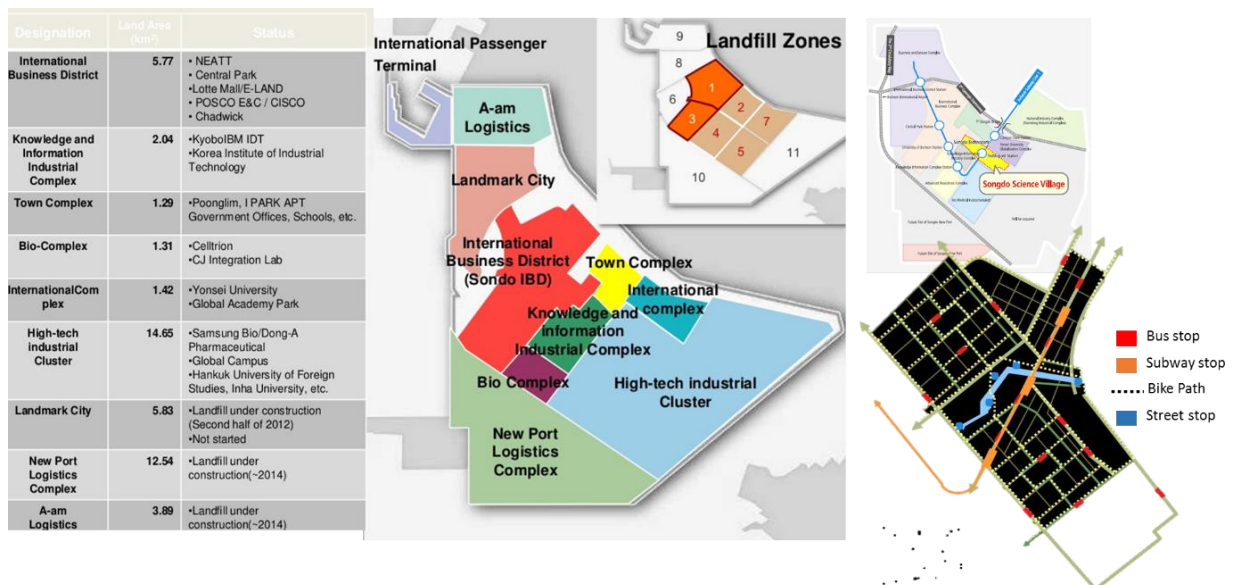 Designation Land Area (km²) Status
International Business District 5.77
• NEATT
• Central Park
•Lotte Mall/E-LAND
• POSCO E&C / CISCO
• Chadwick
Knowledge and Information Industrial Complex 2.04
•KyoboIBM IDT
•Korea Institute of Industrial Technology
Town Complex 1.29
•Poonglim, I PARK APT
Government Offices, Schools, etc.
Bio-Complex 1.31
•Celltrion
•CJ Integration Lab
InternationalCom plex 1.42
•Yonsei University
•Global Academy Park
High-tech industrial Cluster 14.65
•Samsung Bio/Dong-A Pharmaceutical
•Global Campus
•Hankuk University of Foreign Studies, Inha University, etc.
Landmark City 5.83
•Landfill under construction (Second half of 2012)
•Not started
New Port Logistics Complex 12.54
•Landfill under construction(~2014)
A-am Logistics 3.89
•Landfill under construction(~2014)
International Passenger
Terminal
A-am
Logistics
Landmark City
International
Business District
(Sondo IBD)
Town Complex
International
complex
Knowledge and
Information
Industrial Complex
Bio Complex
High-tech industrial
Cluster
New Port
Logistics
Complex
Landfill Zones
9
8
1
6
2
3
7
4
5
11
10
Songdo Science Village
Bus stop
Subway stop
Bike Path
Street stop